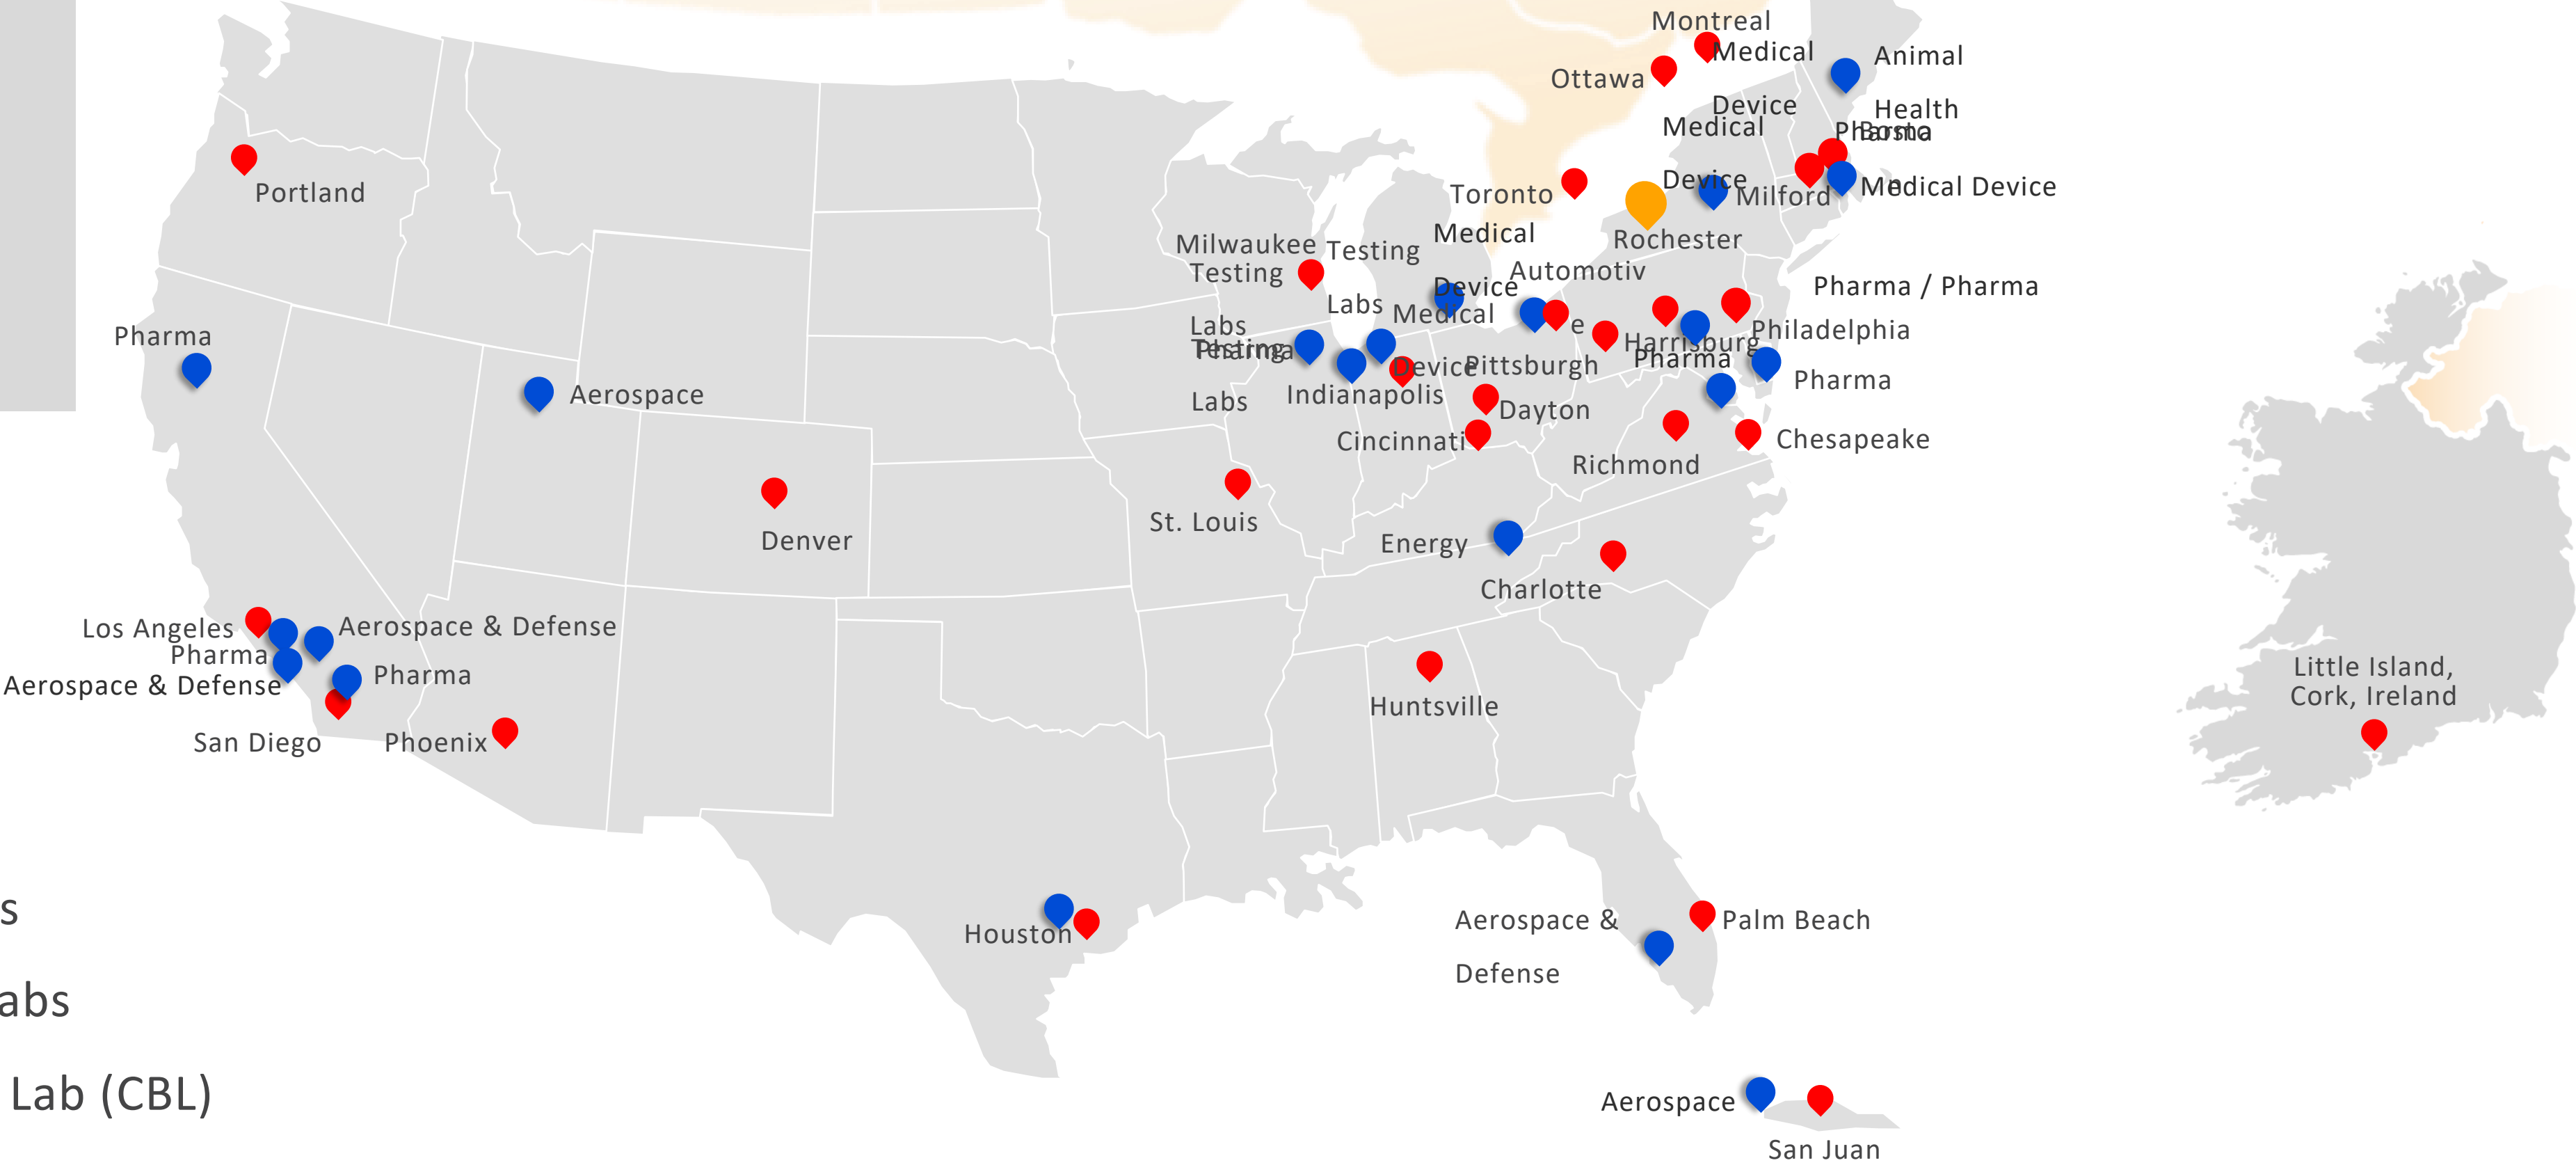 Montreal
Medical
Device
Animal
Health
Ottawa
Medical
Device
Pharma
Bosto
n
Medical Device
Portland
Toronto
Milford
Rochester
Medical
Device
Milwaukee
Testing
Labs
Testing
Labs
Automotiv
e
Pharma / Pharma
Medical
Device
Philadelphia
Harrisburg
Pharma
Testing
Labs
Pharma
Pittsburgh
Pharma
Pharma
Aerospace
Indianapolis
Dayton
Cincinnati
Chesapeake
Richmond
St. Louis
Denver
Energy
Charlotte
Los Angeles
Aerospace & Defense
Pharma
Pharma
Aerospace & Defense
San Diego
Phoenix
Huntsville
Little Island,
Cork, Ireland
Houston
Aerospace &
Defense
Palm Beach
s
abs
Lab (CBL)
Aerospace
San Juan